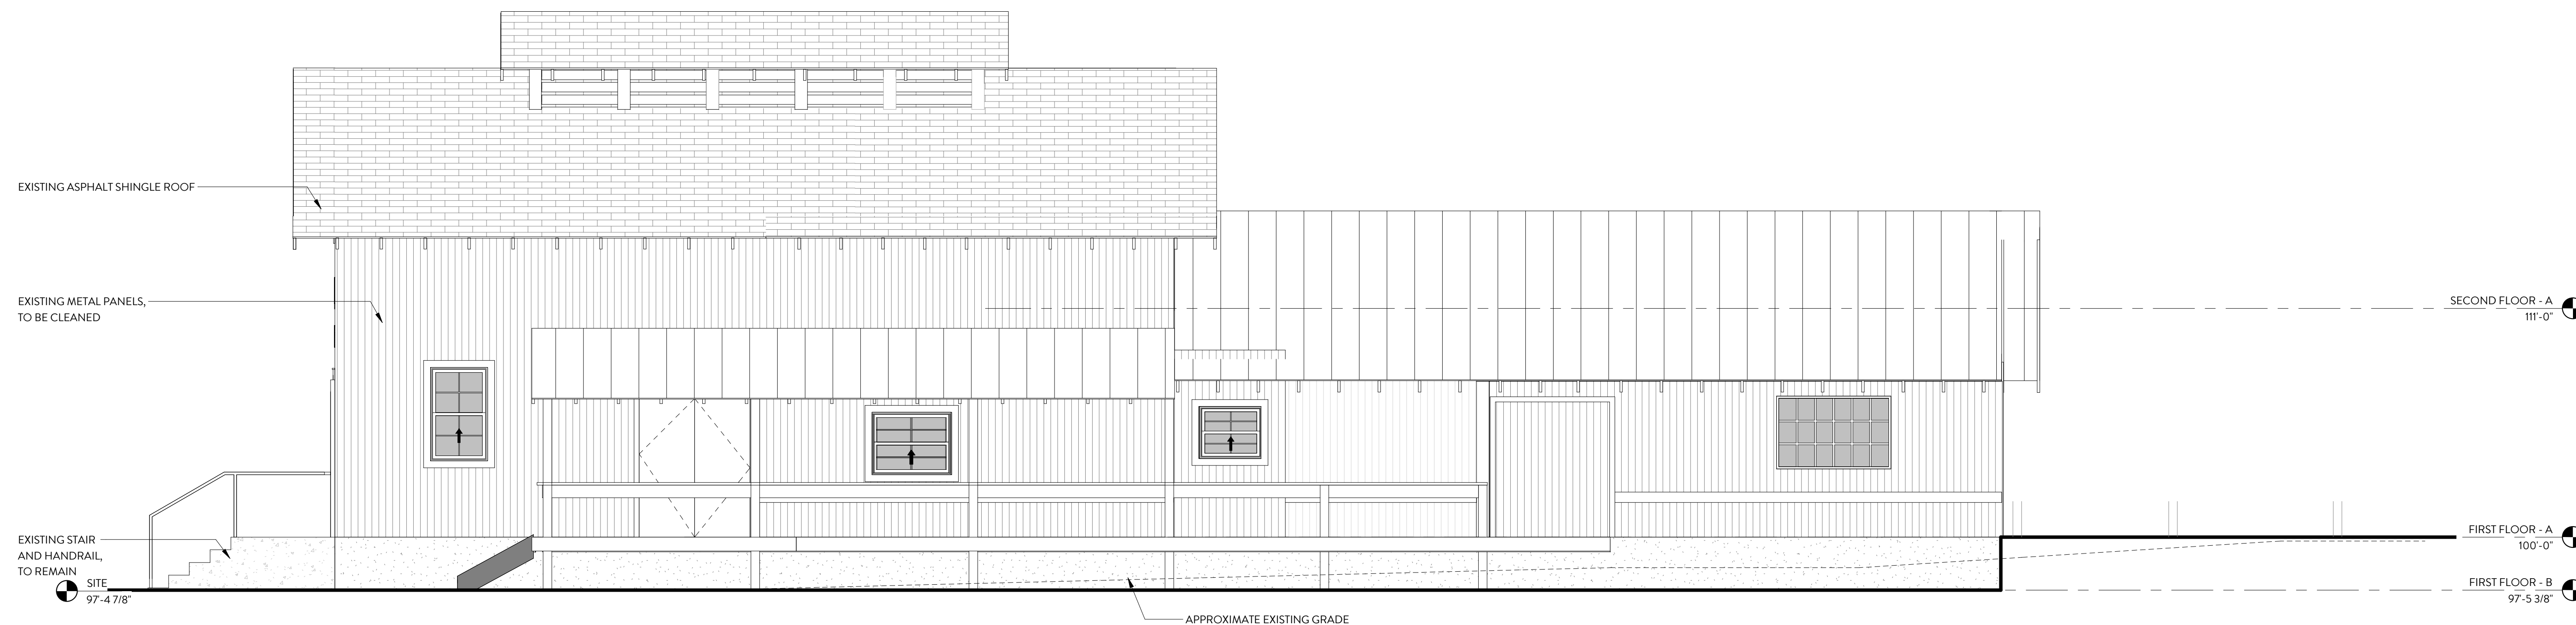 EXISTING ASPHALT SHINGLE ROOF
EXISTING METAL PANELS,
TO BE CLEANED
SECOND FLOOR - A
111'-0"
EXISTING STAIR
AND HANDRAIL,
TO REMAIN
SITE
97'-4 7/8"
FIRST FLOOR - A
100'-0"
FIRST FLOOR - B
97'-5 3/8"
APPROXIMATE EXISTING GRADE